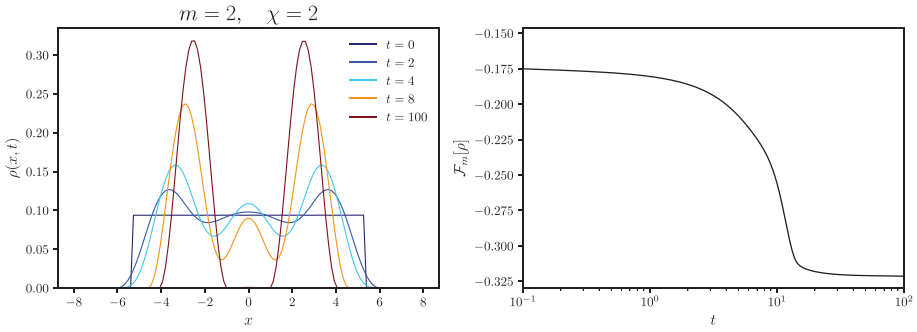 m = 2, χ = 2
0.30
0.25
0.20
0.15
0.10
0.05
0.00
ρ(x, t)
t = 0
t = 2
t = 4
t = 8
t = 100
−8 −6 −4 −2 0 2 4 6 8
x
−0.150
−0.175
−0.200
−0.225
−0.250
−0.275
−0.300
−0.325
ℱₘ[ρ]
10⁻¹ 10⁰ 10¹ 10²
t